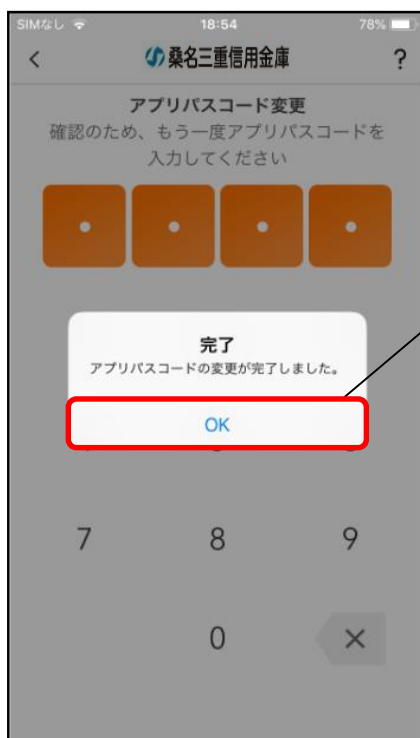 SIMなし 18:54 78%
< 桑名三重信用金庫 ?
アプリパスコード変更
確認のため、もう一度アプリパスコードを
入力してください
完了
アプリパスコードの変更が完了しました。
OK
7 8 9
0 ×